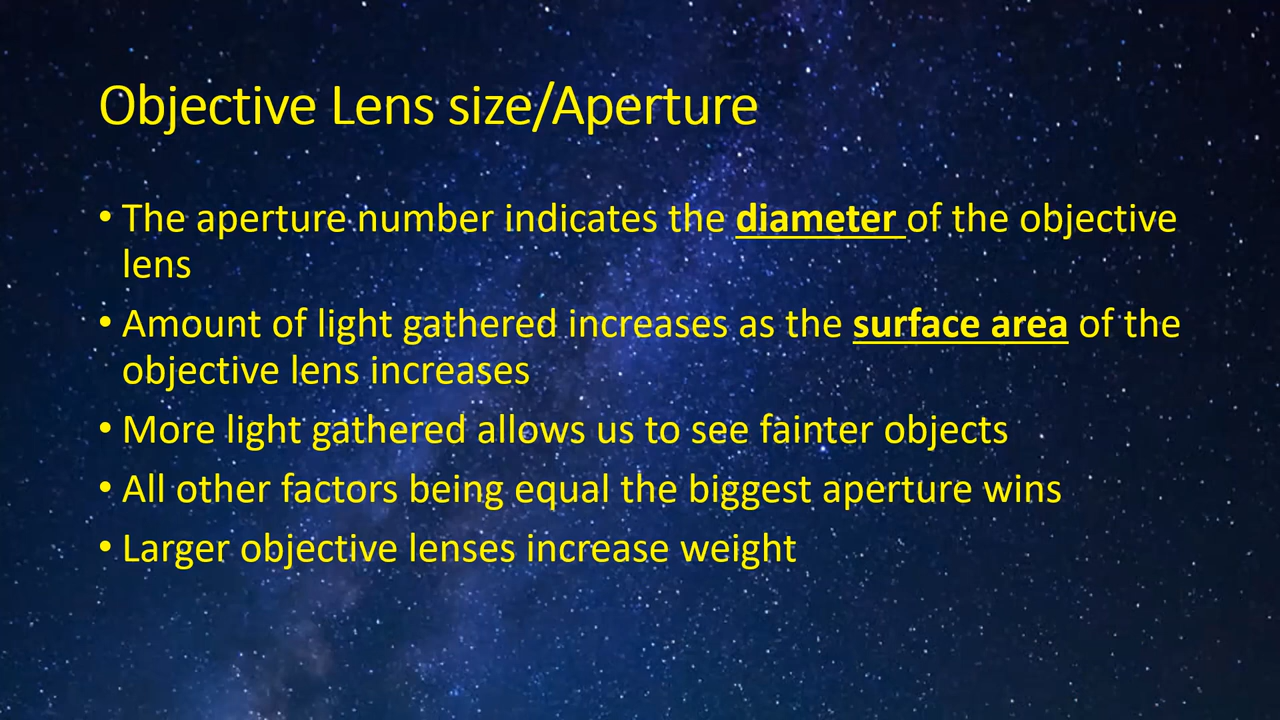 Objective Lens size/Aperture
• The aperture number indicates the diameter of the objective
lens
• Amount of light gathered increases as the surface area of the
objective lens increases
• More light gathered allows us to see fainter objects
• All other factors being equal the biggest aperture wins
• Larger objective lenses increase weight